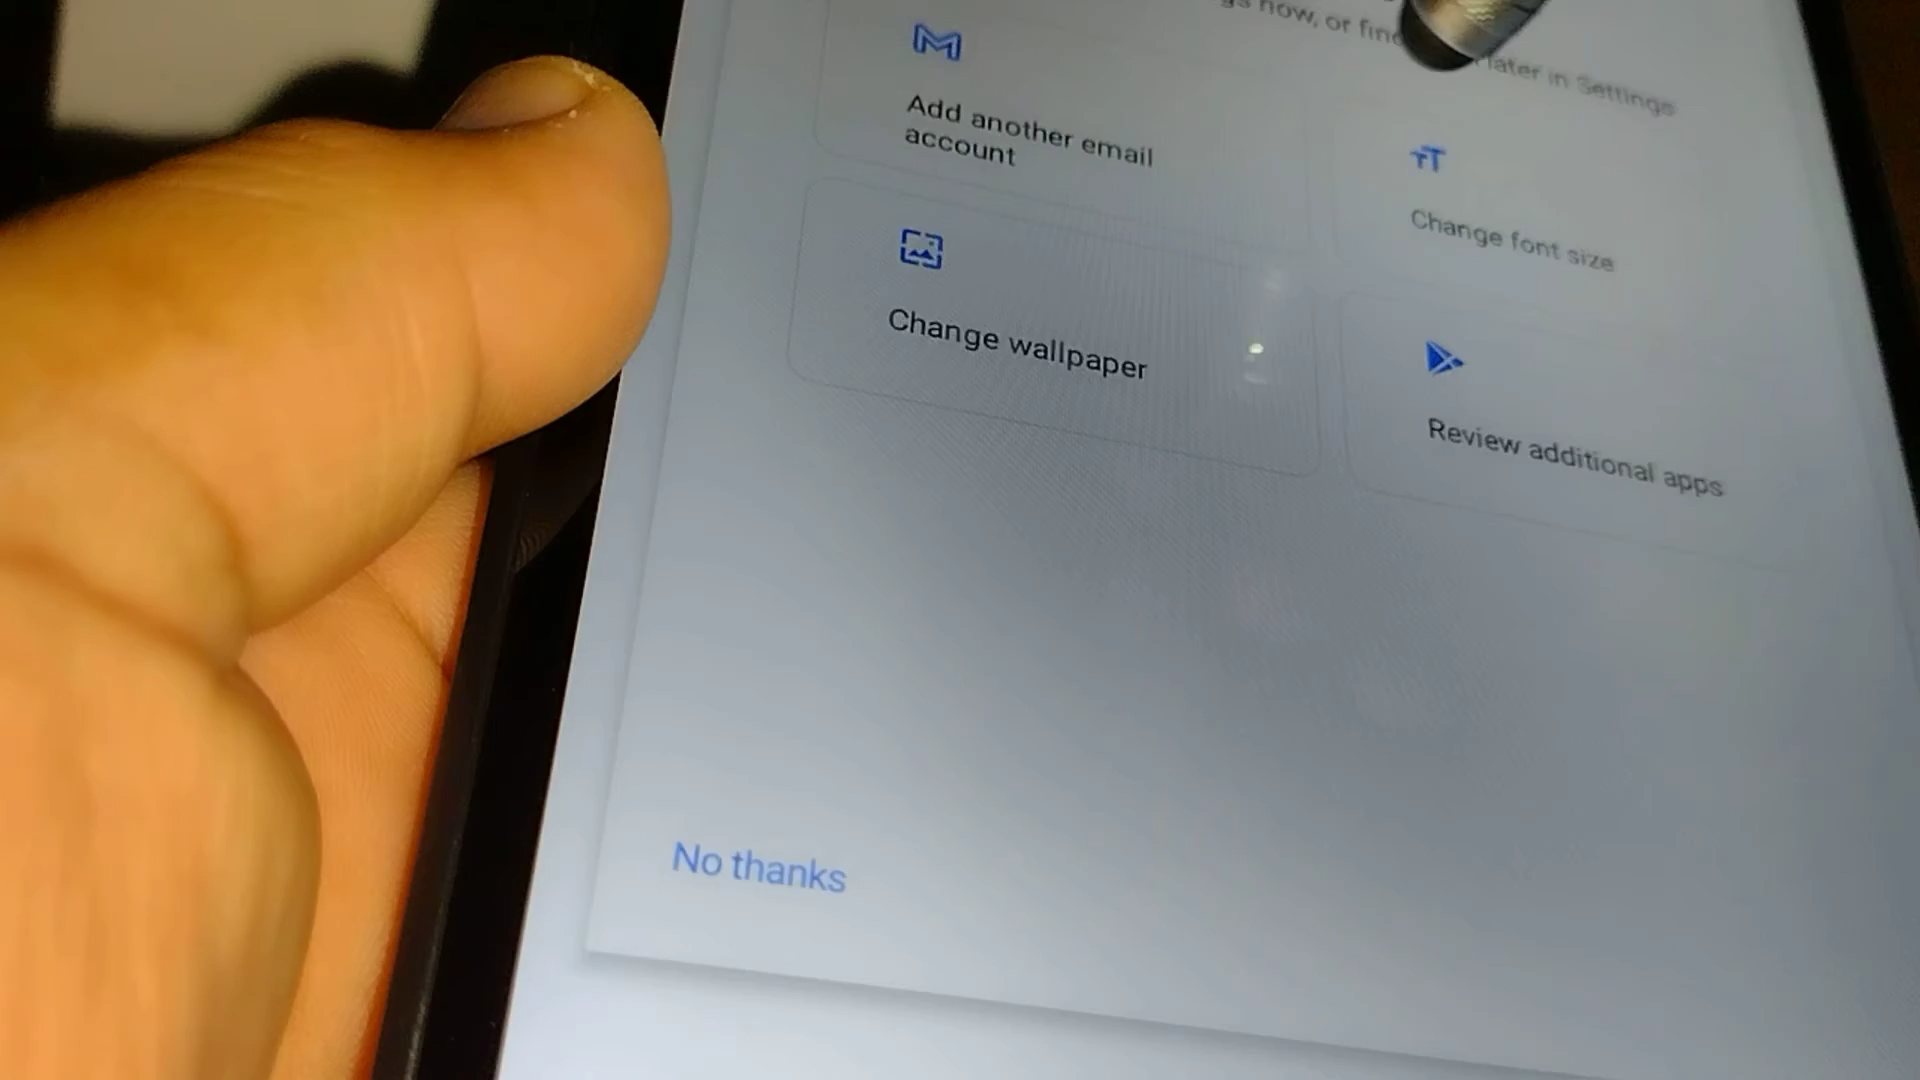 now, or find
later in Settings
Add another email
account
Change font size
Change wallpaper
Review additional apps
No thanks